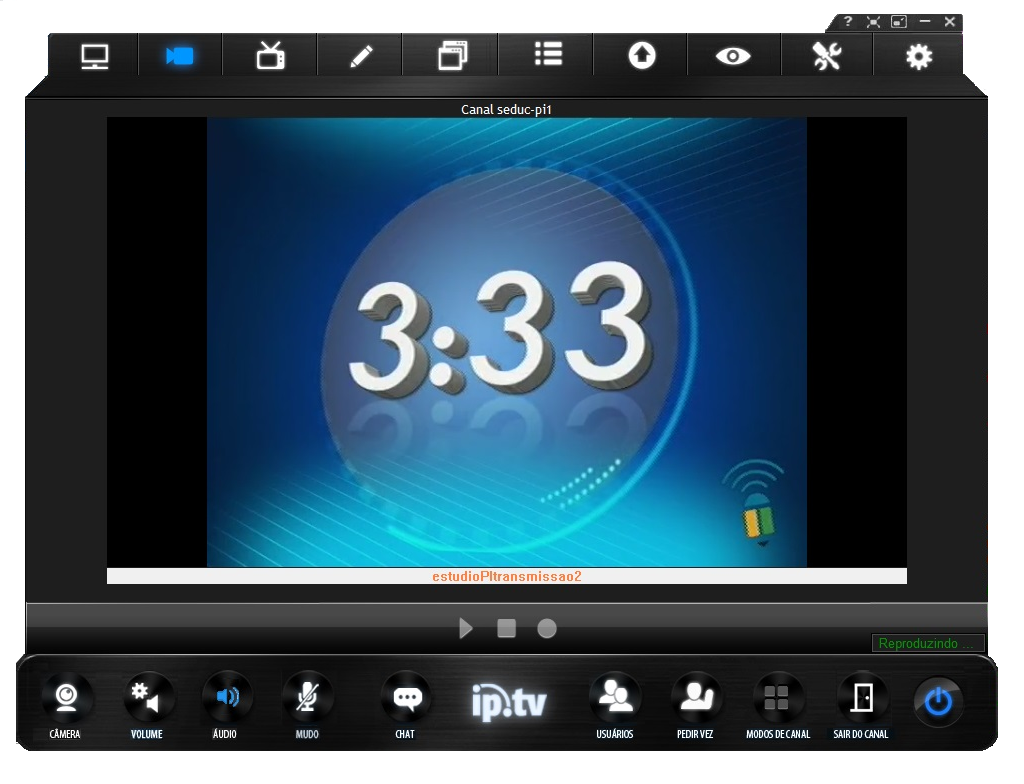 ?
Canal seduc-pi1
3:33
estudioPItransmissao2
Reproduzindo ...
ip.tv
CÂMERA
VOLUME
ÁUDIO
MUDO
CHAT
USUÁRIOS
PEDIR VEZ
MODOS DE CANAL
SAIR DO CANAL